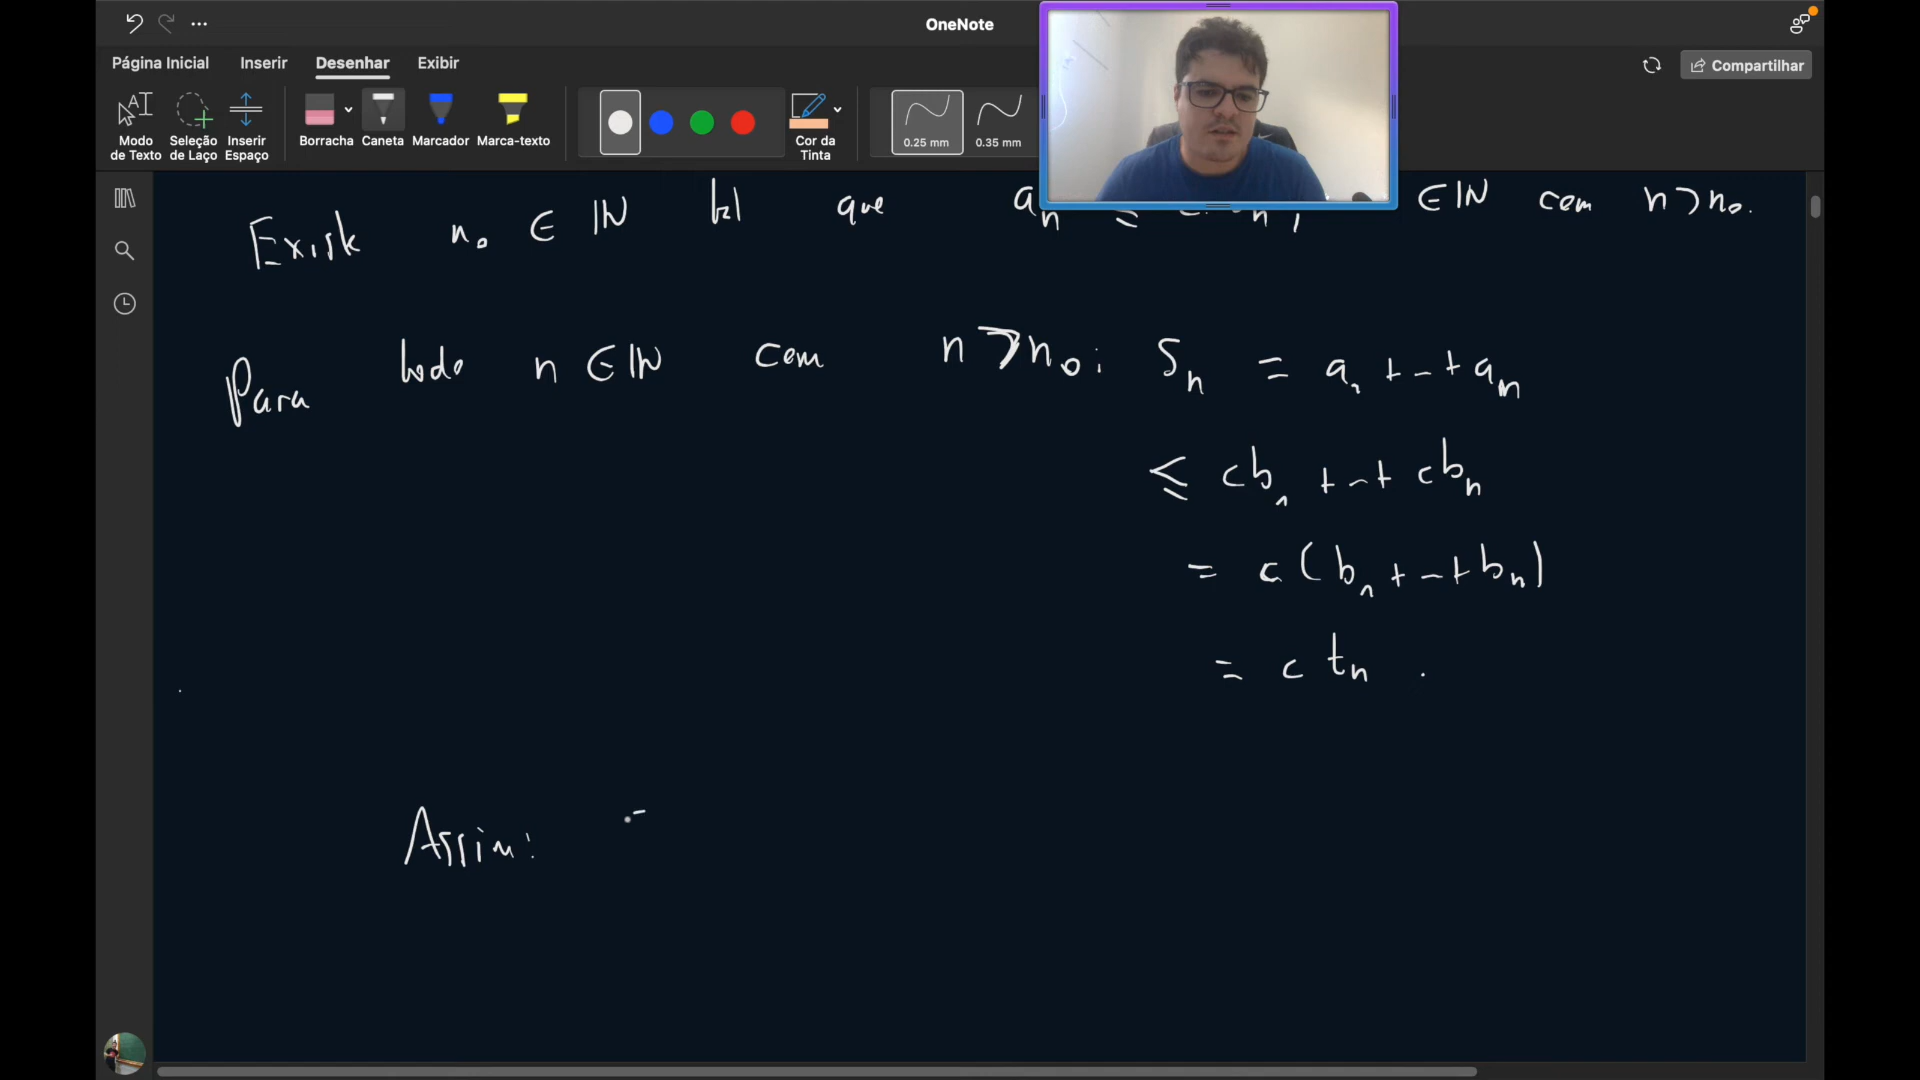 OneNote
Página Inicial Inserir Desenhar Exibir
Compartilhar
Modo de Texto Seleção de Laço Inserir Espaço Borracha Caneta Marcador Marca-texto Cor da Tinta 0.25 mm 0.35 mm
Existe n₀ ∈ ℕ tal que aₙ ≤ ∈ ℕ com n > n₀.
Para todo n ∈ ℕ com n > n₀: Sₙ = a₁ + … + aₙ
≤ cb₁ + … + cbₙ
= c (b₁ + … + bₙ)
= c tₙ .
Assim: